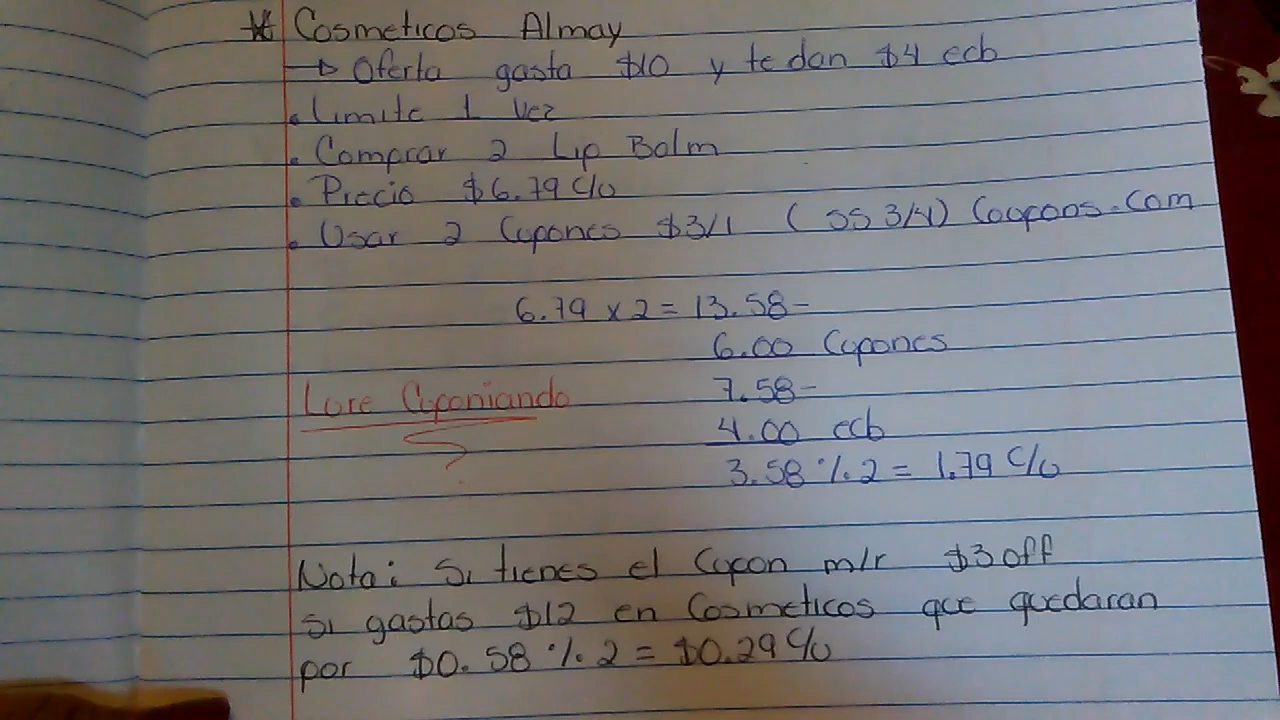 * Cosmeticos Almay
→ Oferta gasta $10 y te dan $4 ecb
• Limite 1 vez
• Comprar 2 Lip Balm
• Precio $6.79 c/u
• Usar 2 Cupones $3/1 (SS 3/4) Coupons.com
6.79 x 2 = 13.58-
6.00 Cupones
7.58-
Lore Cuponiando
4.00 ecb
3.58 % 2 = 1.79 c/u
Nota: Si tienes el Cupon m/r $3 off
si gastas $12 en Cosmeticos que quedaran
por $0.58 % 2 = $0.29 c/u